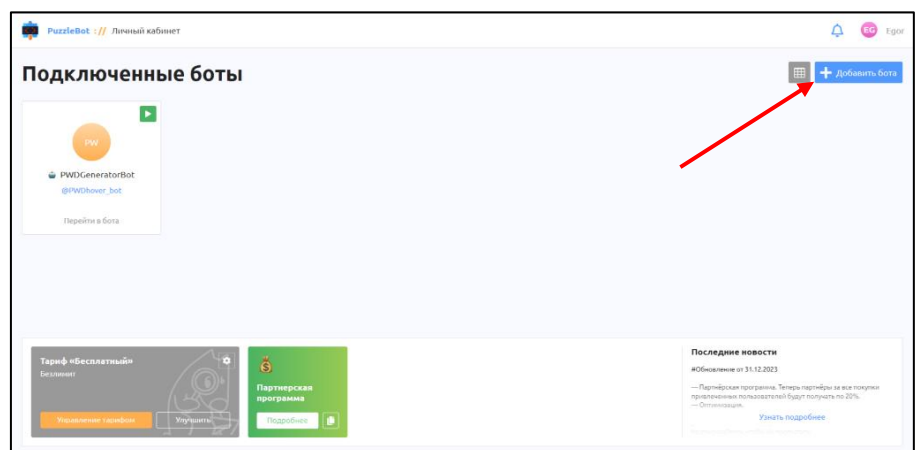 PuzzleBot :// Личный кабинет
EG Egor
Подключенные боты
Добавить бота
PW
PWDGeneratorBot
@PWDhover_bot
Перейти в бота
Тариф «Бесплатный»
Безлимит
Управление тарифом
Улучшить
Партнерская
программа
Подробнее
Последние новости
#Обновление от 31.12.2023
— Партнёрская программа. Теперь партнёры за все покупки
привлеченных пользователей будут получать по 20%.
— Оптимизация.
Узнать подробнее